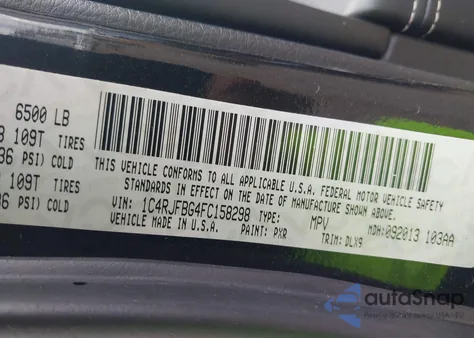 6500 LB
109T TIRES
36 PSI) COLD
109T TIRES
36 PSI) COLD
THIS VEHICLE CONFORMS TO ALL APPLICABLE U.S.A. FEDERAL MOTOR VEHICLE SAFETY
STANDARDS IN EFFECT ON THE DATE OF MANUFACTURE SHOWN ABOVE.
VIN: 1C4RJFBG4FC158298 TYPE: MPV MDH: 092013 103AA
VEHICLE MADE IN U.S.A. PAINT: PXR TRIM: DLX9
autoSnap